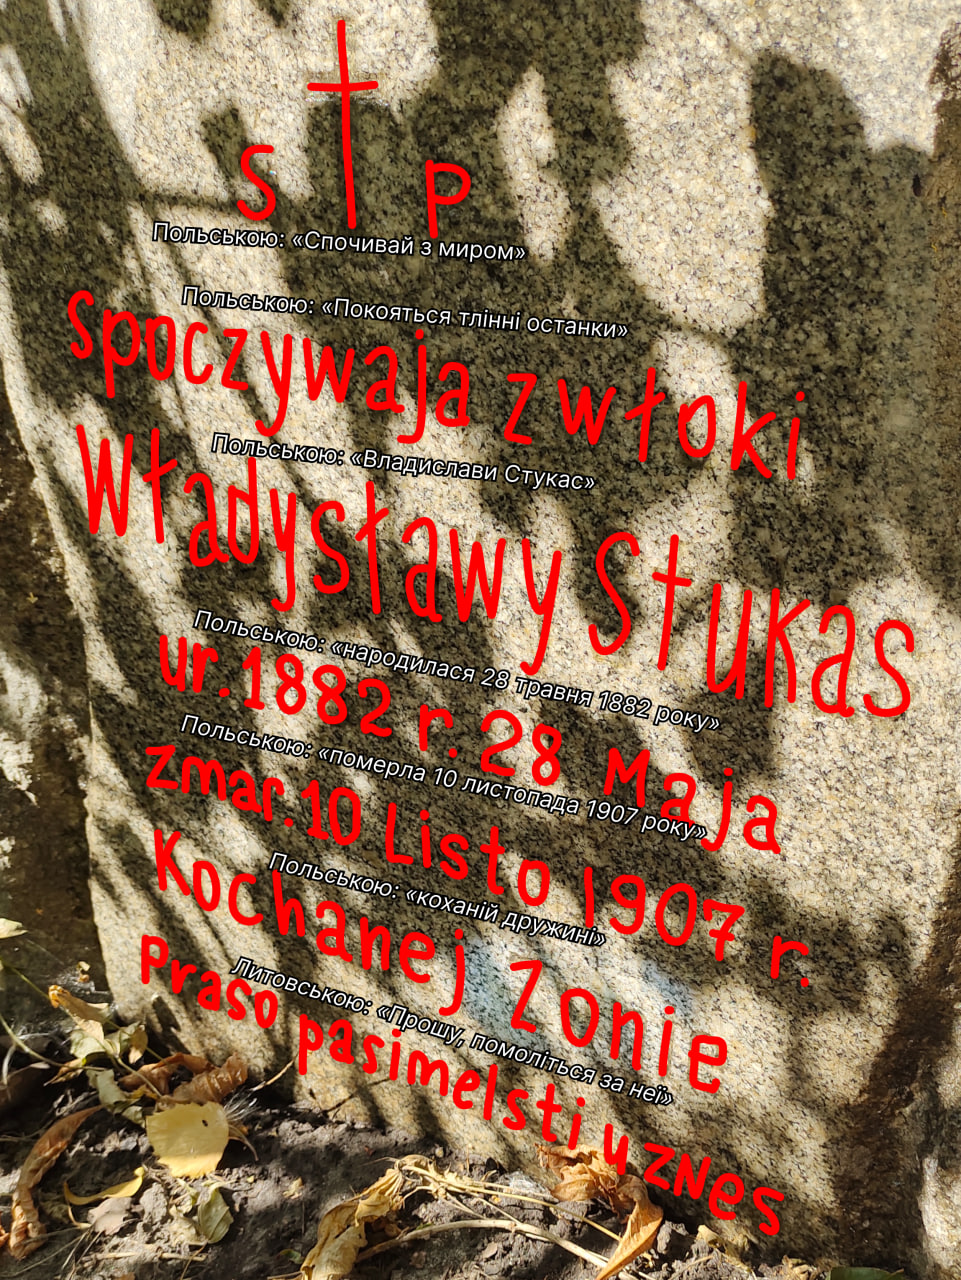 s † p
Польською: «Спочивай з миром»
Польською: «Покояться тлінні останки»
spoczywaja zwłoki
Польською: «Владислави Стукас»
Władysławy Stukas
Польською: «народилася 28 травня 1882 року»
ur. 1882 r. 28 Maja
Польською: «померла 10 листопада 1907 року»
zmar. 10 Listo 1907 r.
Польською: «коханій дружині»
Kochanej Zonie
Литовською: «Прошу, помоліться за неї»
Praso pasimelsti uzNes